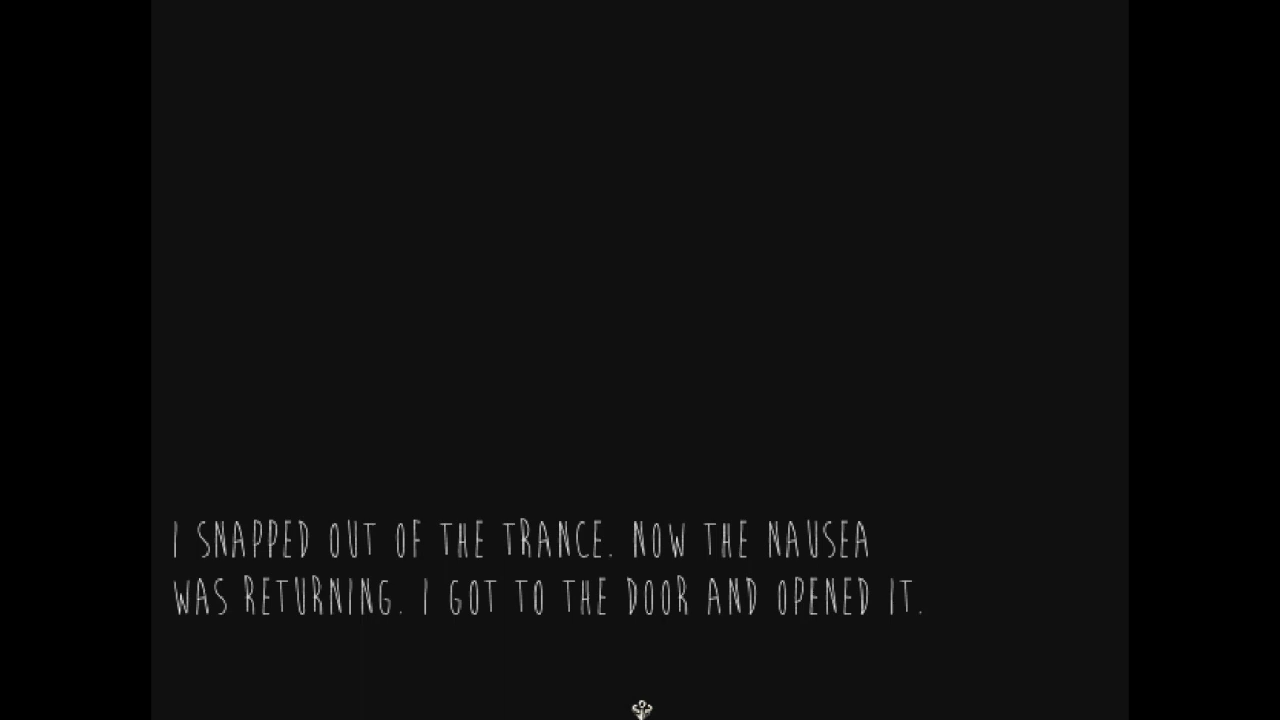 I SNAPPED OUT OF THE TRANCE. NOW THE NAUSEA
WAS RETURNING. I GOT TO THE DOOR AND OPENED IT.